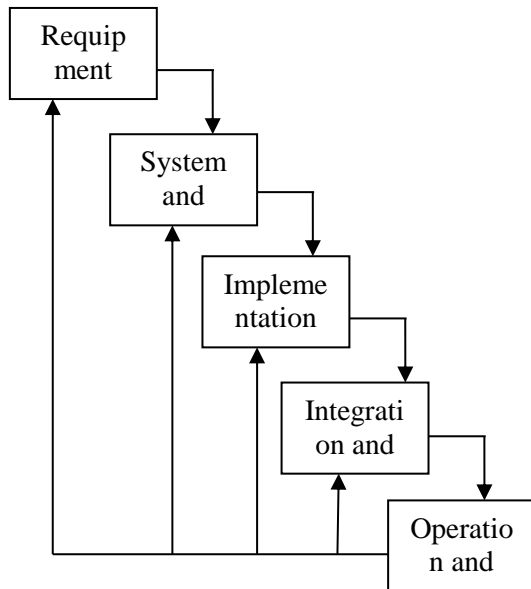 Requip
ment
System
and
Impleme
ntation
Integrati
on and
Operatio
n and